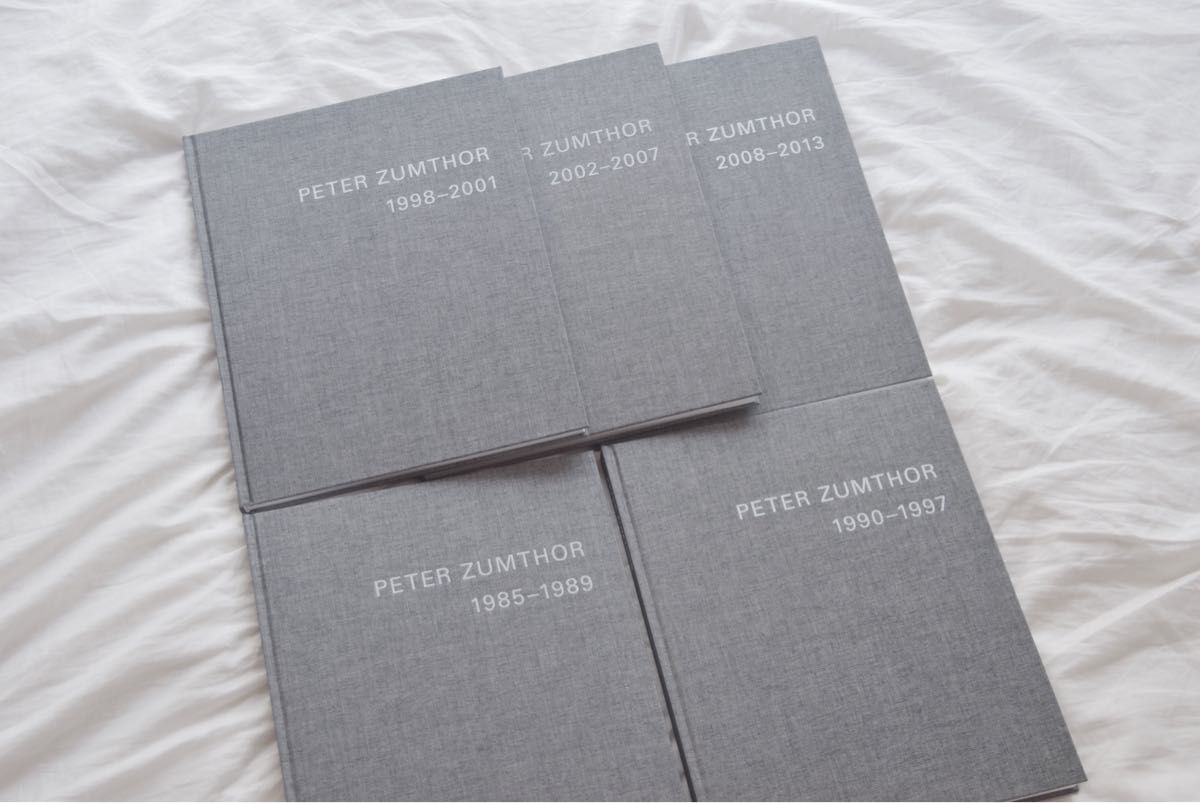 PETER ZUMTHOR
1998–2001
R ZUMTHOR
2002–2007
R ZUMTHOR
2008–2013
PETER ZUMTHOR
1985–1989
PETER ZUMTHOR
1990–1997